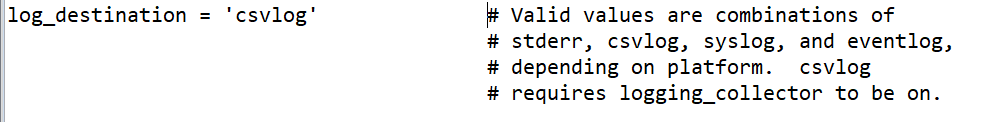 log_destination = 'csvlog' # Valid values are combinations of
# stderr, csvlog, syslog, and eventlog,
# depending on platform.  csvlog
# requires logging_collector to be on.